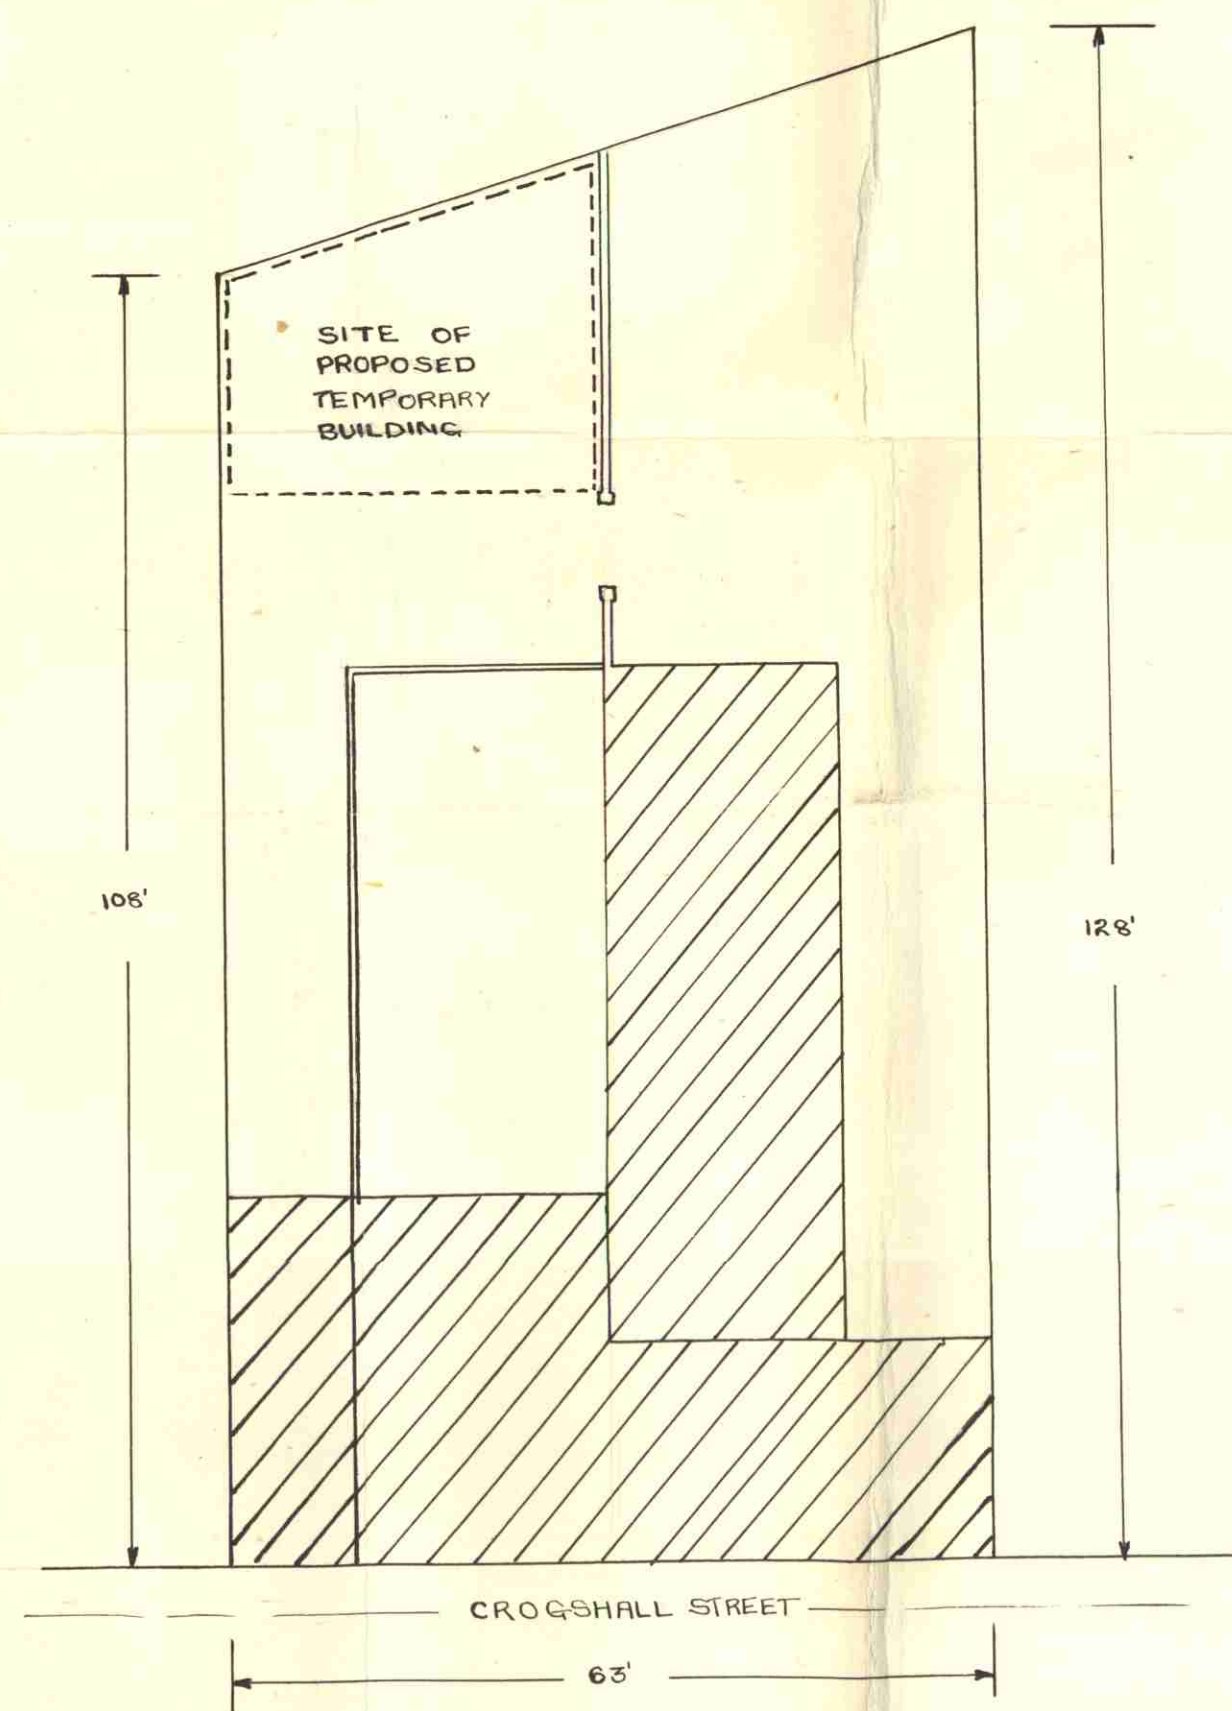 SITE OF
PROPOSED
TEMPORARY
BUILDING
108'
128'
CROGSHALL STREET
63'